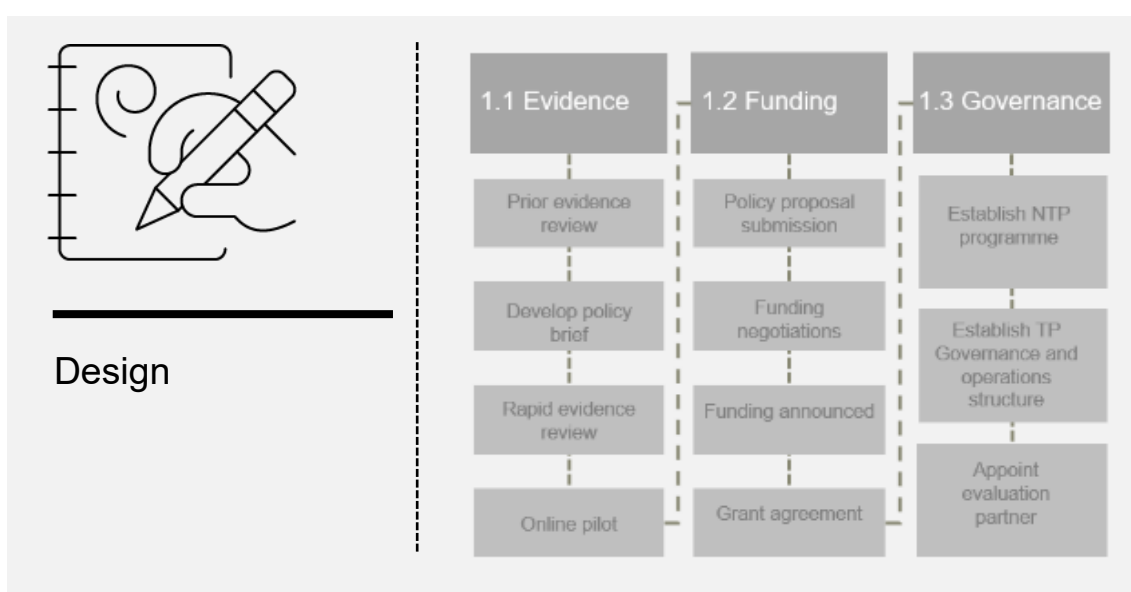 Design
1.1 Evidence
Prior evidence
review
Develop policy
brief
Rapid evidence
review
Online pilot
1.2 Funding
Policy proposal
submission
Funding
negotiations
Funding announced
Grant agreement
1.3 Governance
Establish NTP
programme
Establish TP
Governance and
operations
structure
Appoint
evaluation
partner